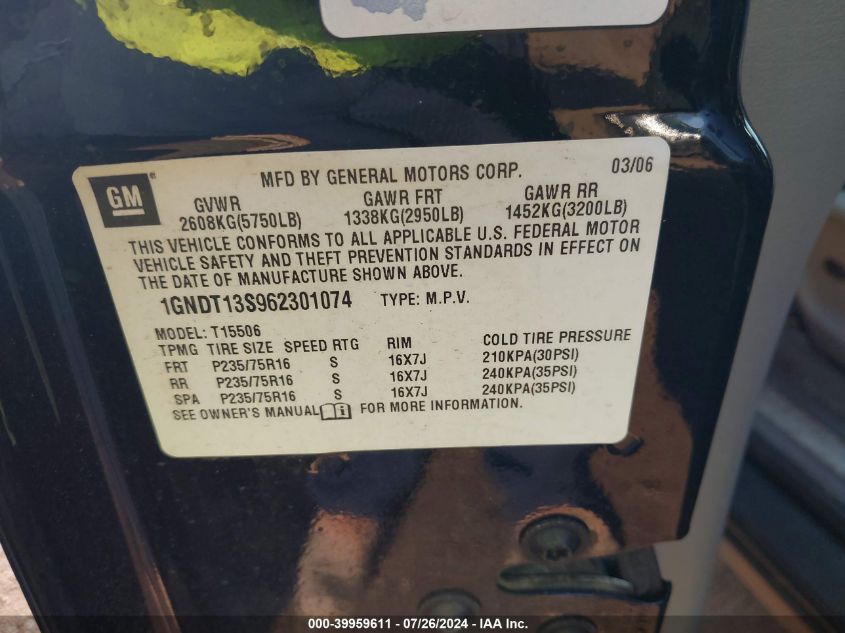 GM
MFD BY GENERAL MOTORS CORP. 03/06
GVWR GAWR FRT GAWR RR
2608KG(5750LB) 1338KG(2950LB) 1452KG(3200LB)
THIS VEHICLE CONFORMS TO ALL APPLICABLE U.S. FEDERAL MOTOR
VEHICLE SAFETY AND THEFT PREVENTION STANDARDS IN EFFECT ON
THE DATE OF MANUFACTURE SHOWN ABOVE.
1GNDT13S962301074 TYPE: M.P.V.
MODEL: T15506
TPMG TIRE SIZE SPEED RTG RIM COLD TIRE PRESSURE
FRT P235/75R16 S 16X7J 210KPA(30PSI)
RR P235/75R16 S 16X7J 240KPA(35PSI)
SPA P235/75R16 S 16X7J 240KPA(35PSI)
SEE OWNER'S MANUAL FOR MORE INFORMATION.
000-39959611 - 07/26/2024 - IAA Inc.